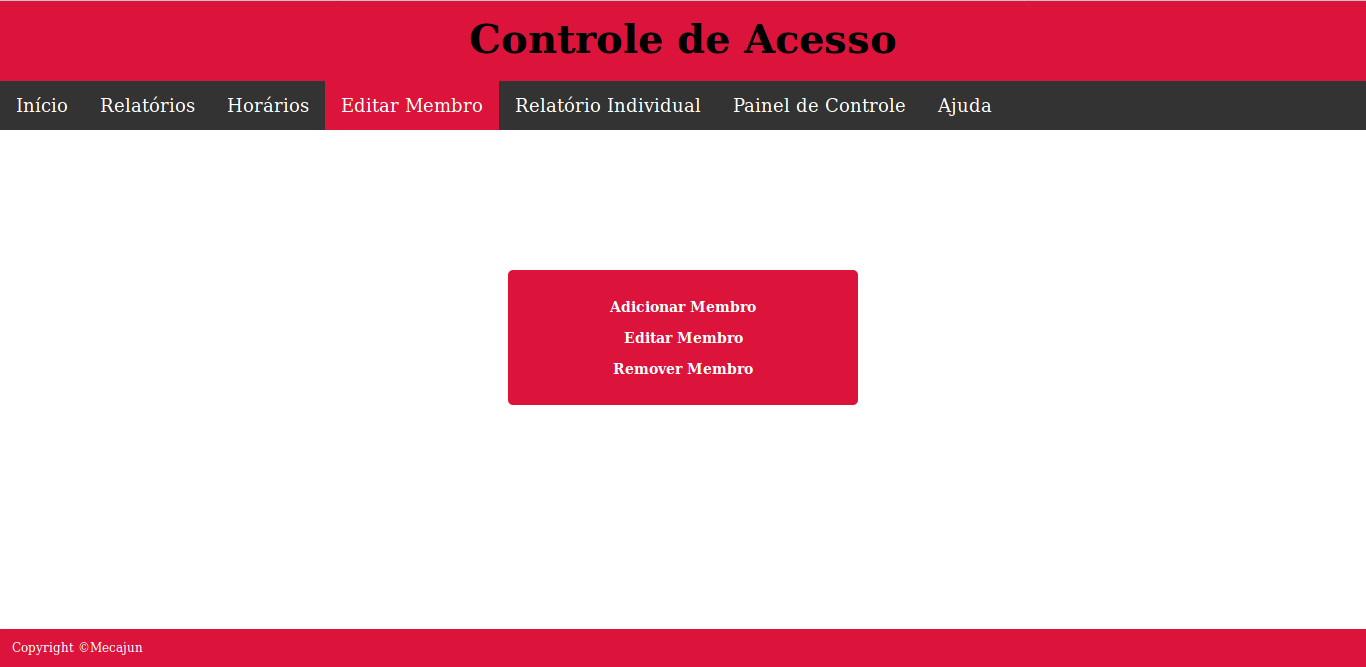 Controle de Acesso
Início Relatórios Horários Editar Membro Relatório Individual Painel de Controle Ajuda
Adicionar Membro
Editar Membro
Remover Membro
Copyright ©Mecajun